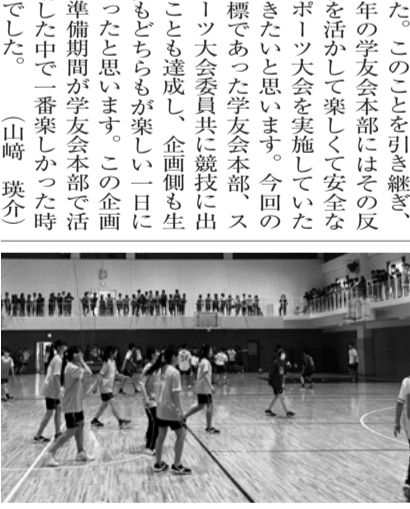 た。このことを引き継ぎ、
年の学友会本部にはその反
を活かして楽しくて安全な
ポーツ大会を実施していた
きたいと思います。今回の
標であった学友会本部、ス
ーツ大会委員共に競技に出
ことも達成し、企画側も生
もどちらもが楽しい一日に
ったと思います。この企画
準備期間が学友会本部で活
した中で一番楽しかった時
でした。　　（山﨑　瑛介）